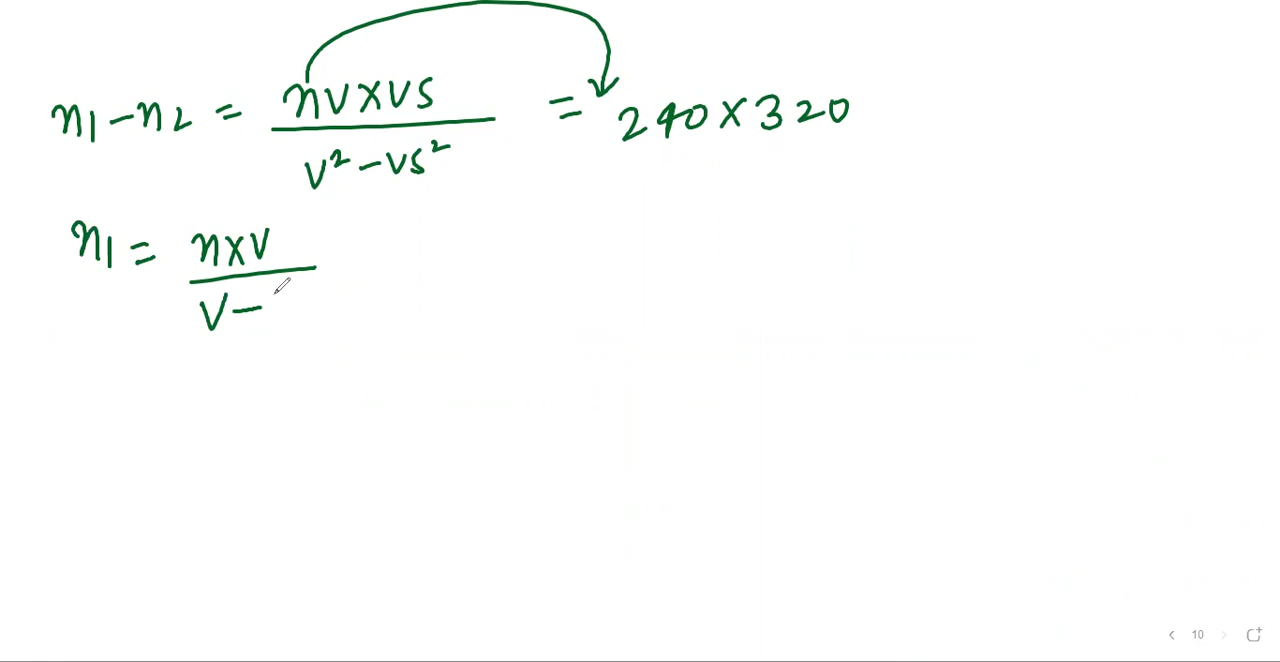 n1 - n2 = nv×vs / v² - vs² = 240×320
n1 = n×v / v -
10